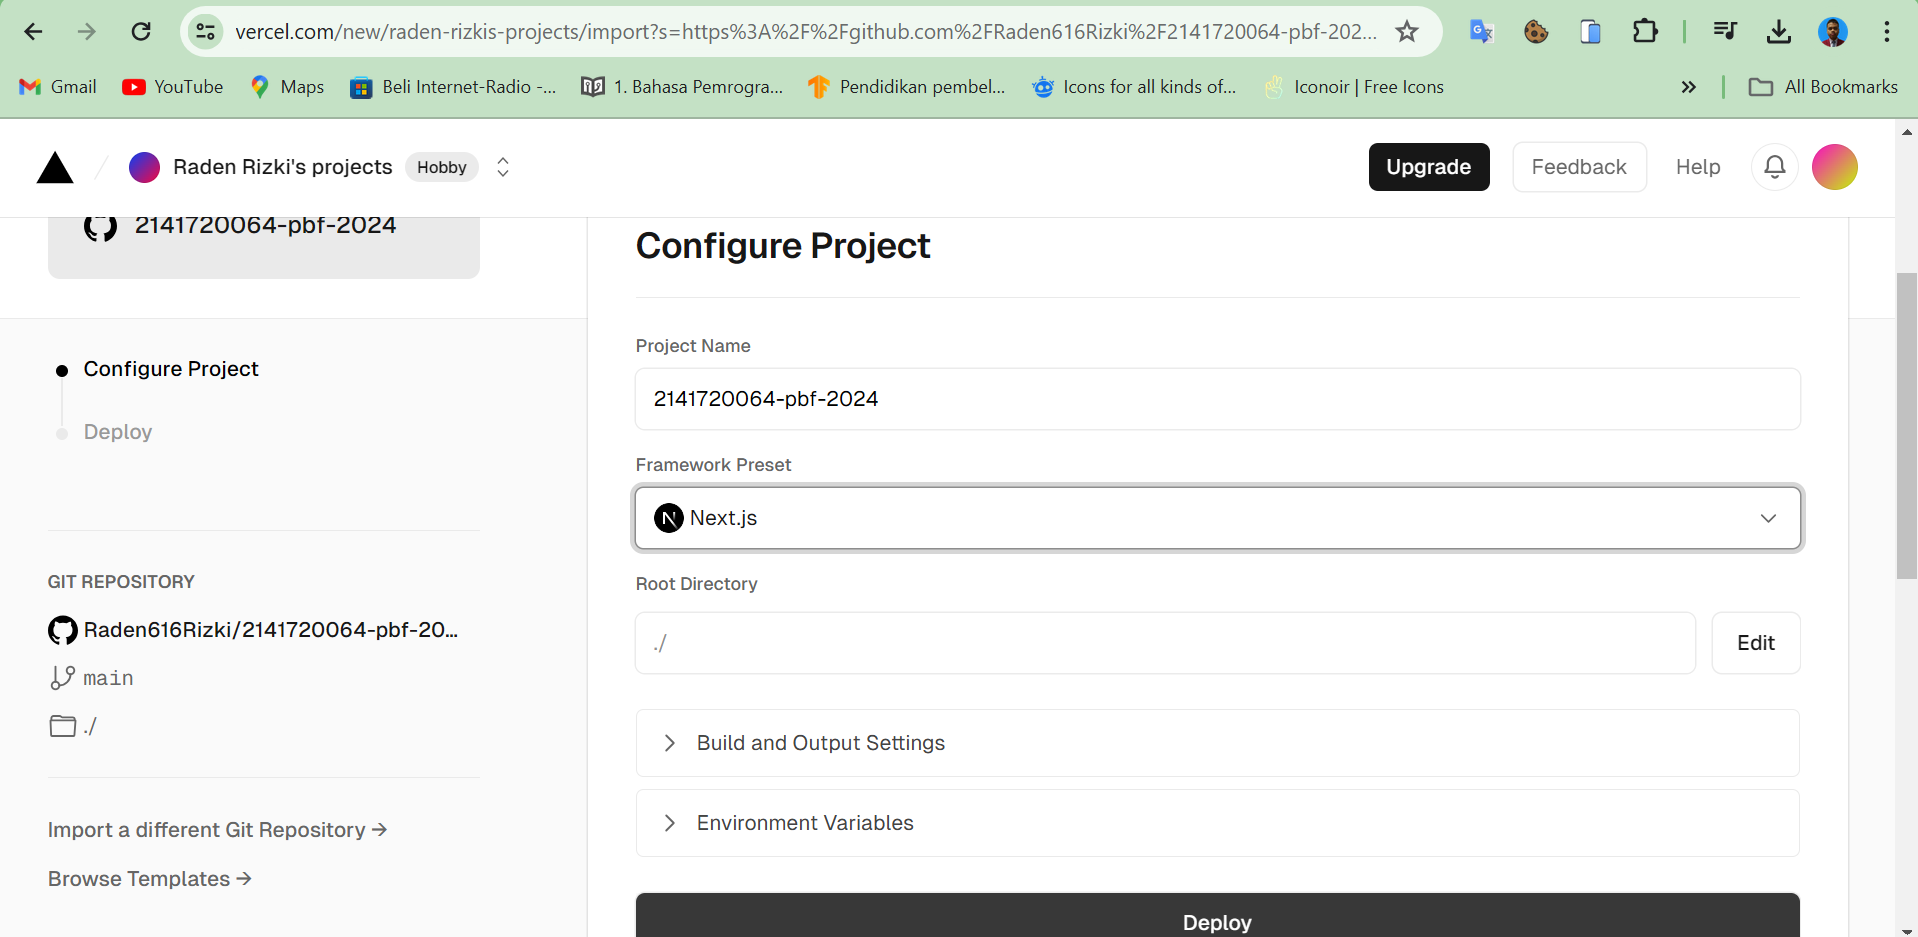 vercel.com/new/raden-rizkis-projects/import?s=https%3A%2F%2Fgithub.com%2FRaden616Rizki%2F2141720064-pbf-202...
Gmail YouTube Maps Beli Internet-Radio -... 1. Bahasa Pemrogra... Pendidikan pembel... Icons for all kinds of... Iconoir | Free Icons » All Bookmarks
Raden Rizki's projects Hobby Upgrade Feedback Help
2141720064-pbf-2024
Configure Project
Deploy
GIT REPOSITORY
Raden616Rizki/2141720064-pbf-20...
main
./
Import a different Git Repository →
Browse Templates →
Configure Project
Project Name
2141720064-pbf-2024
Framework Preset
N Next.js
Root Directory
./ Edit
Build and Output Settings
Environment Variables
Deploy